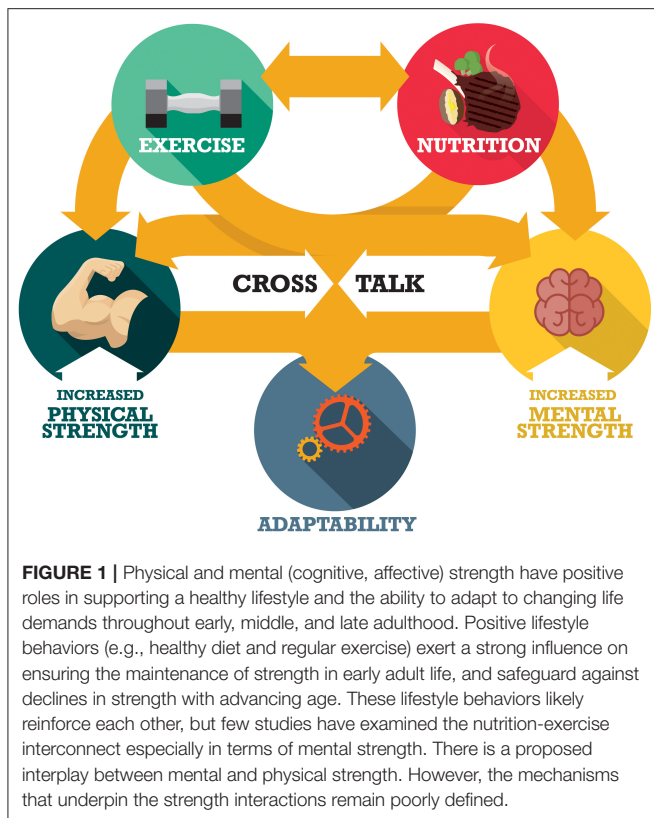 EXERCISE
NUTRITION
CROSS TALK
INCREASED
PHYSICAL
STRENGTH
INCREASED
MENTAL
STRENGTH
ADAPTABILITY
FIGURE 1 | Physical and mental (cognitive, affective) strength have positive
roles in supporting a healthy lifestyle and the ability to adapt to changing life
demands throughout early, middle, and late adulthood. Positive lifestyle
behaviors (e.g., healthy diet and regular exercise) exert a strong influence on
ensuring the maintenance of strength in early adult life, and safeguard against
declines in strength with advancing age. These lifestyle behaviors likely
reinforce each other, but few studies have examined the nutrition-exercise
interconnect especially in terms of mental strength. There is a proposed
interplay between mental and physical strength. However, the mechanisms
that underpin the strength interactions remain poorly defined.